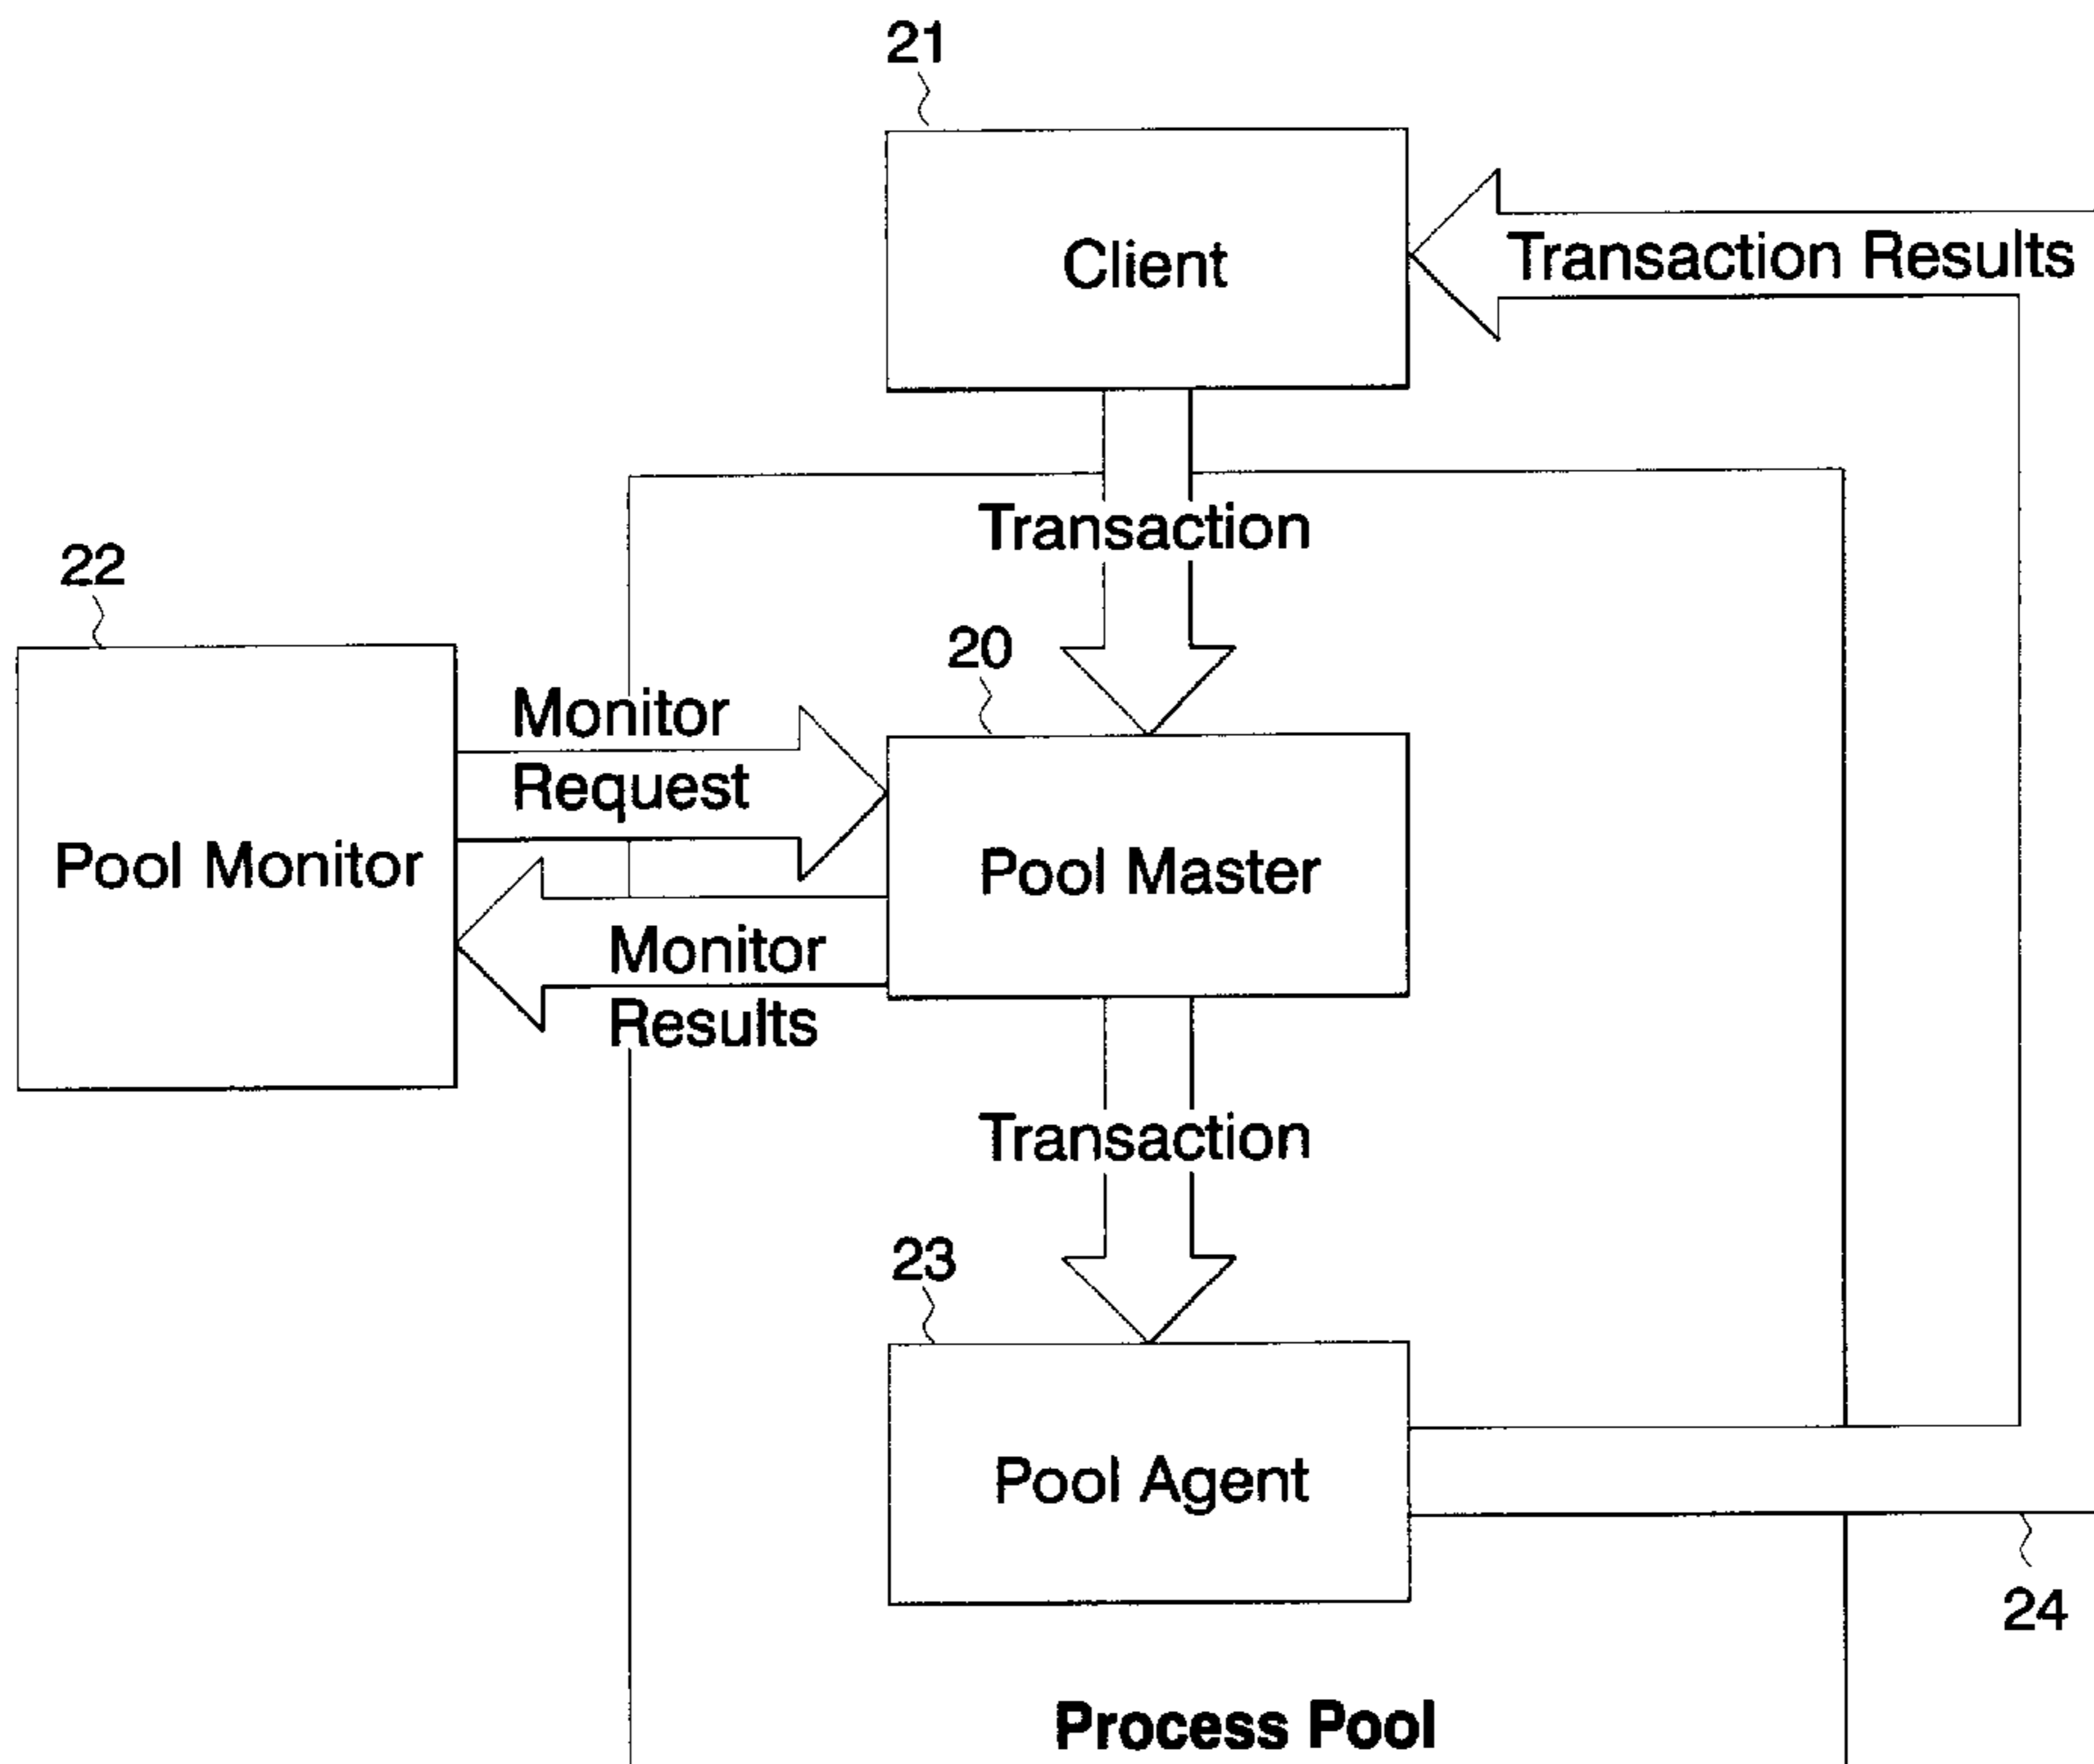 21
Client
Transaction Results
Transaction
22
20
Monitor
Request
Pool Monitor
Pool Master
Monitor
Results
Transaction
23
Pool Agent
24
Process Pool